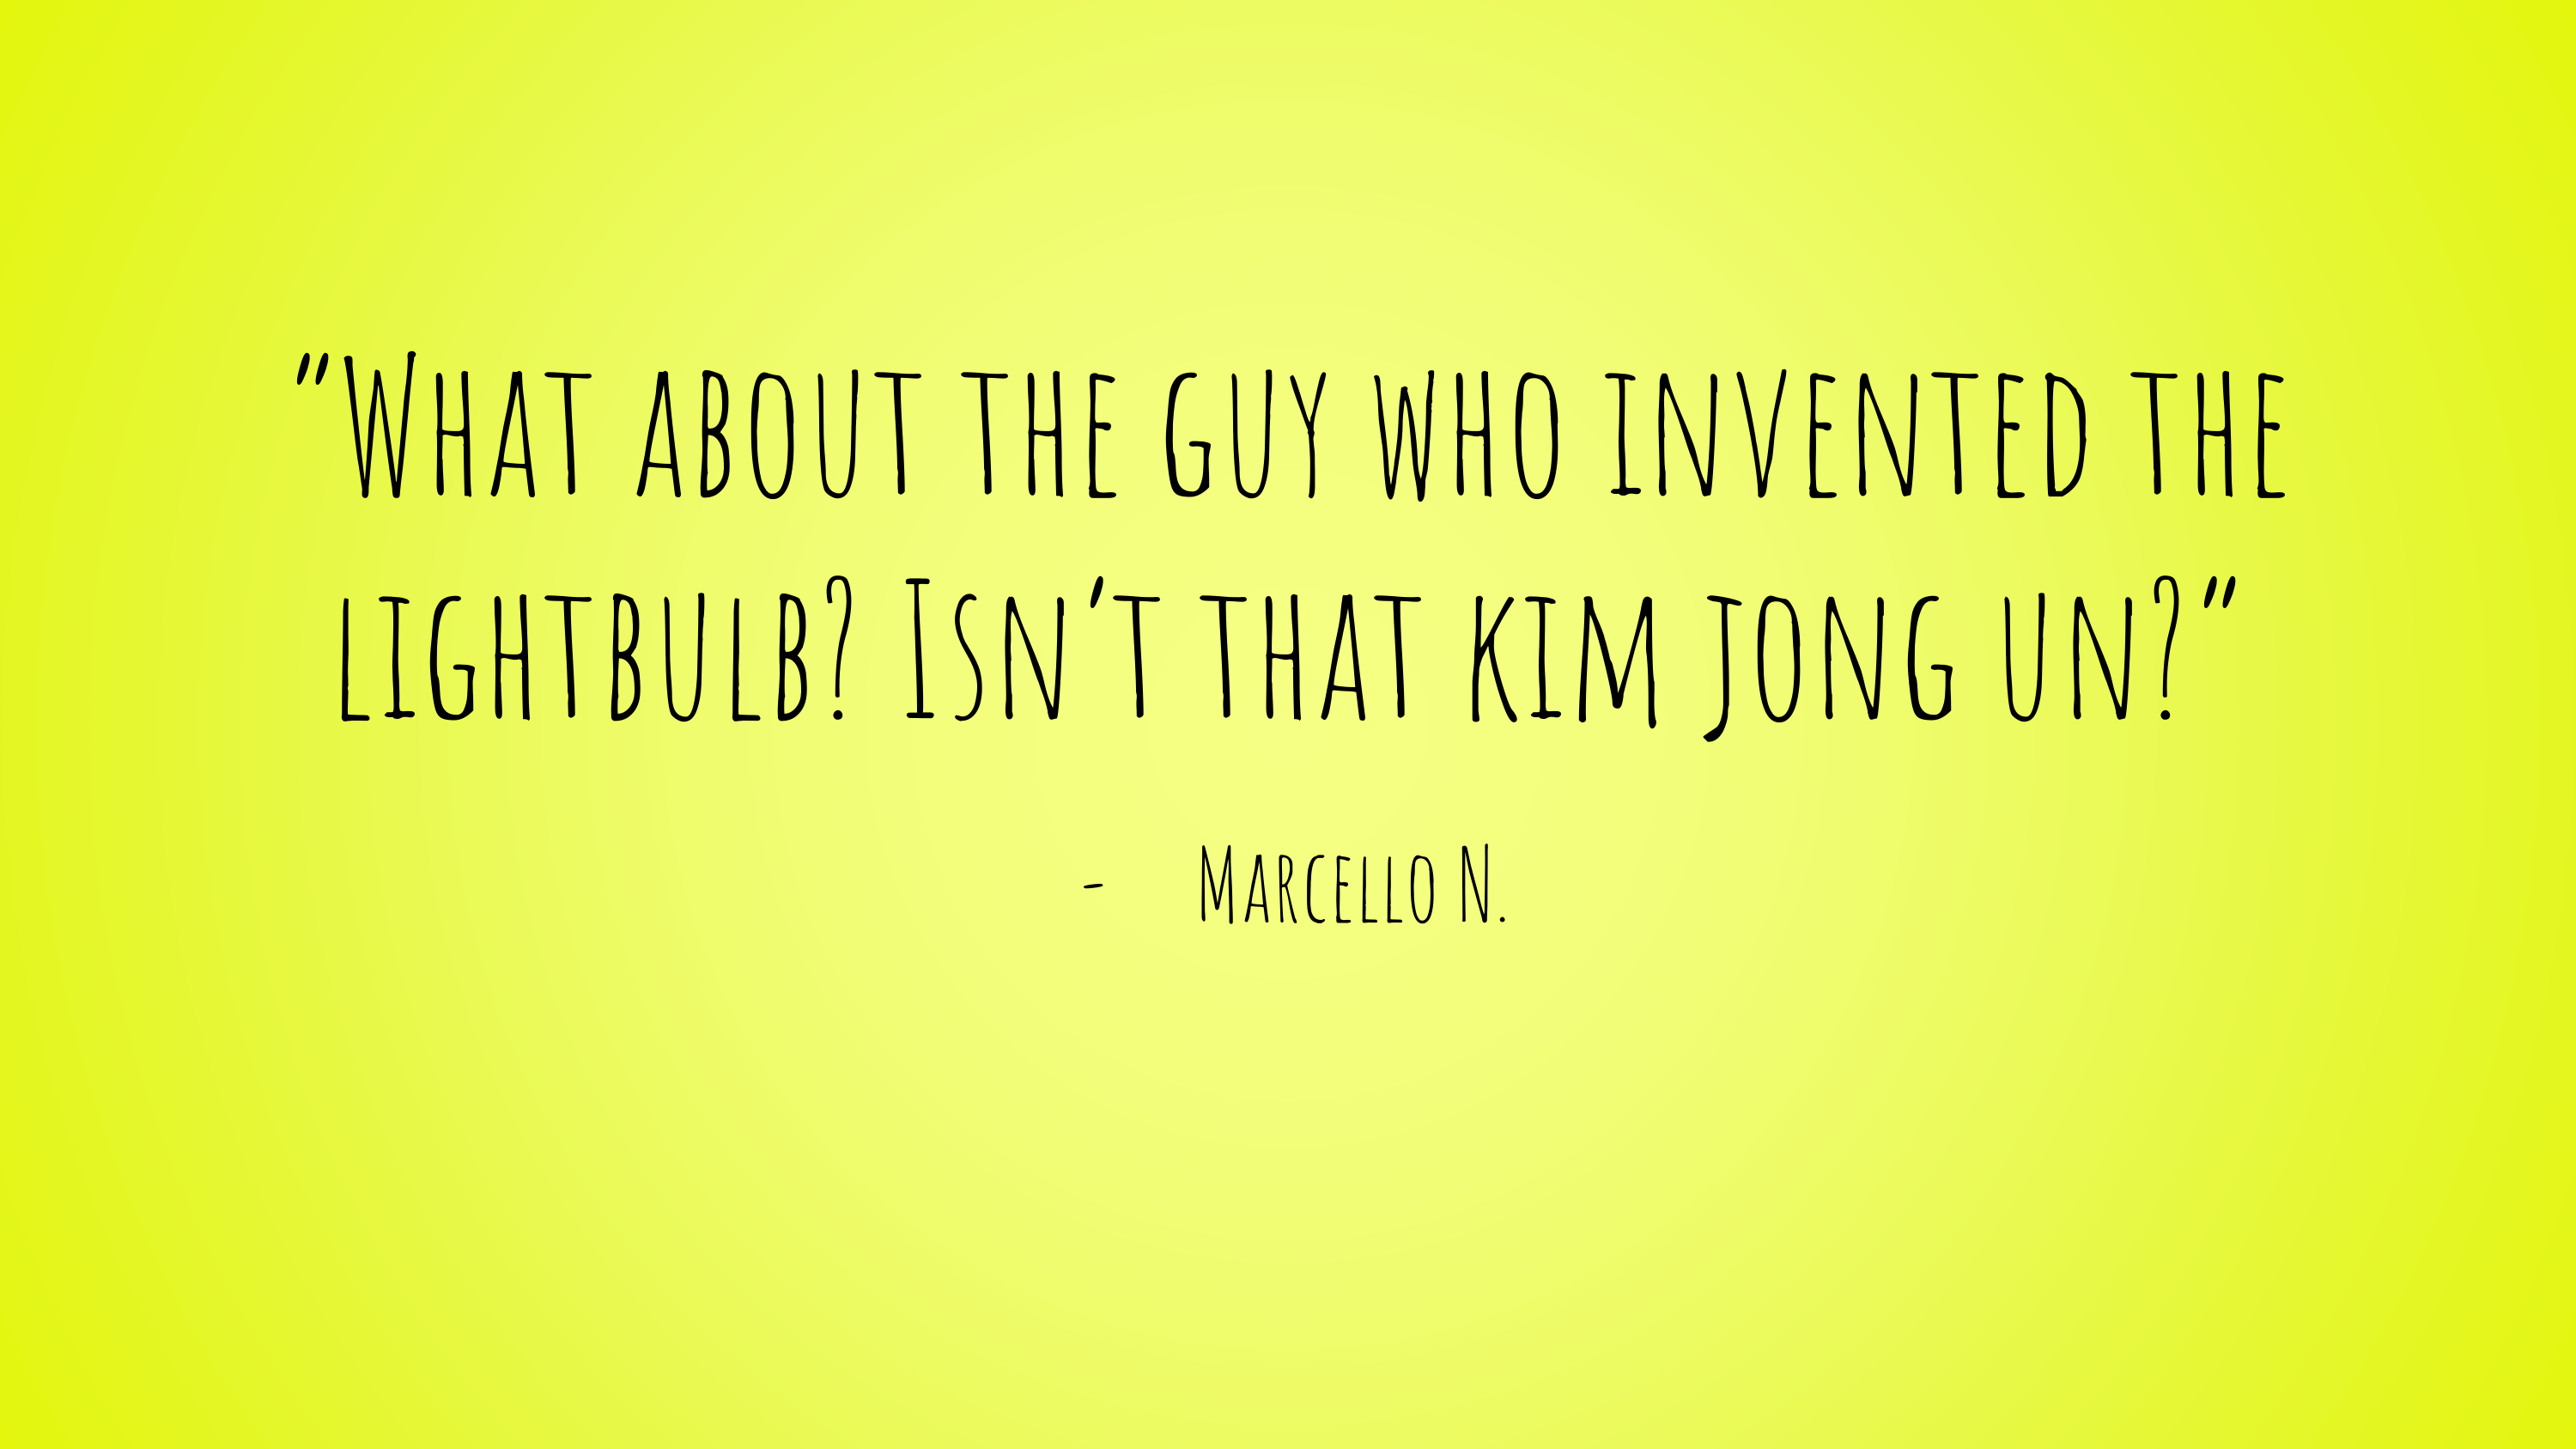 "What about the guy who invented the
lightbulb? Isn't that kim jong un?"
- Marcello N.